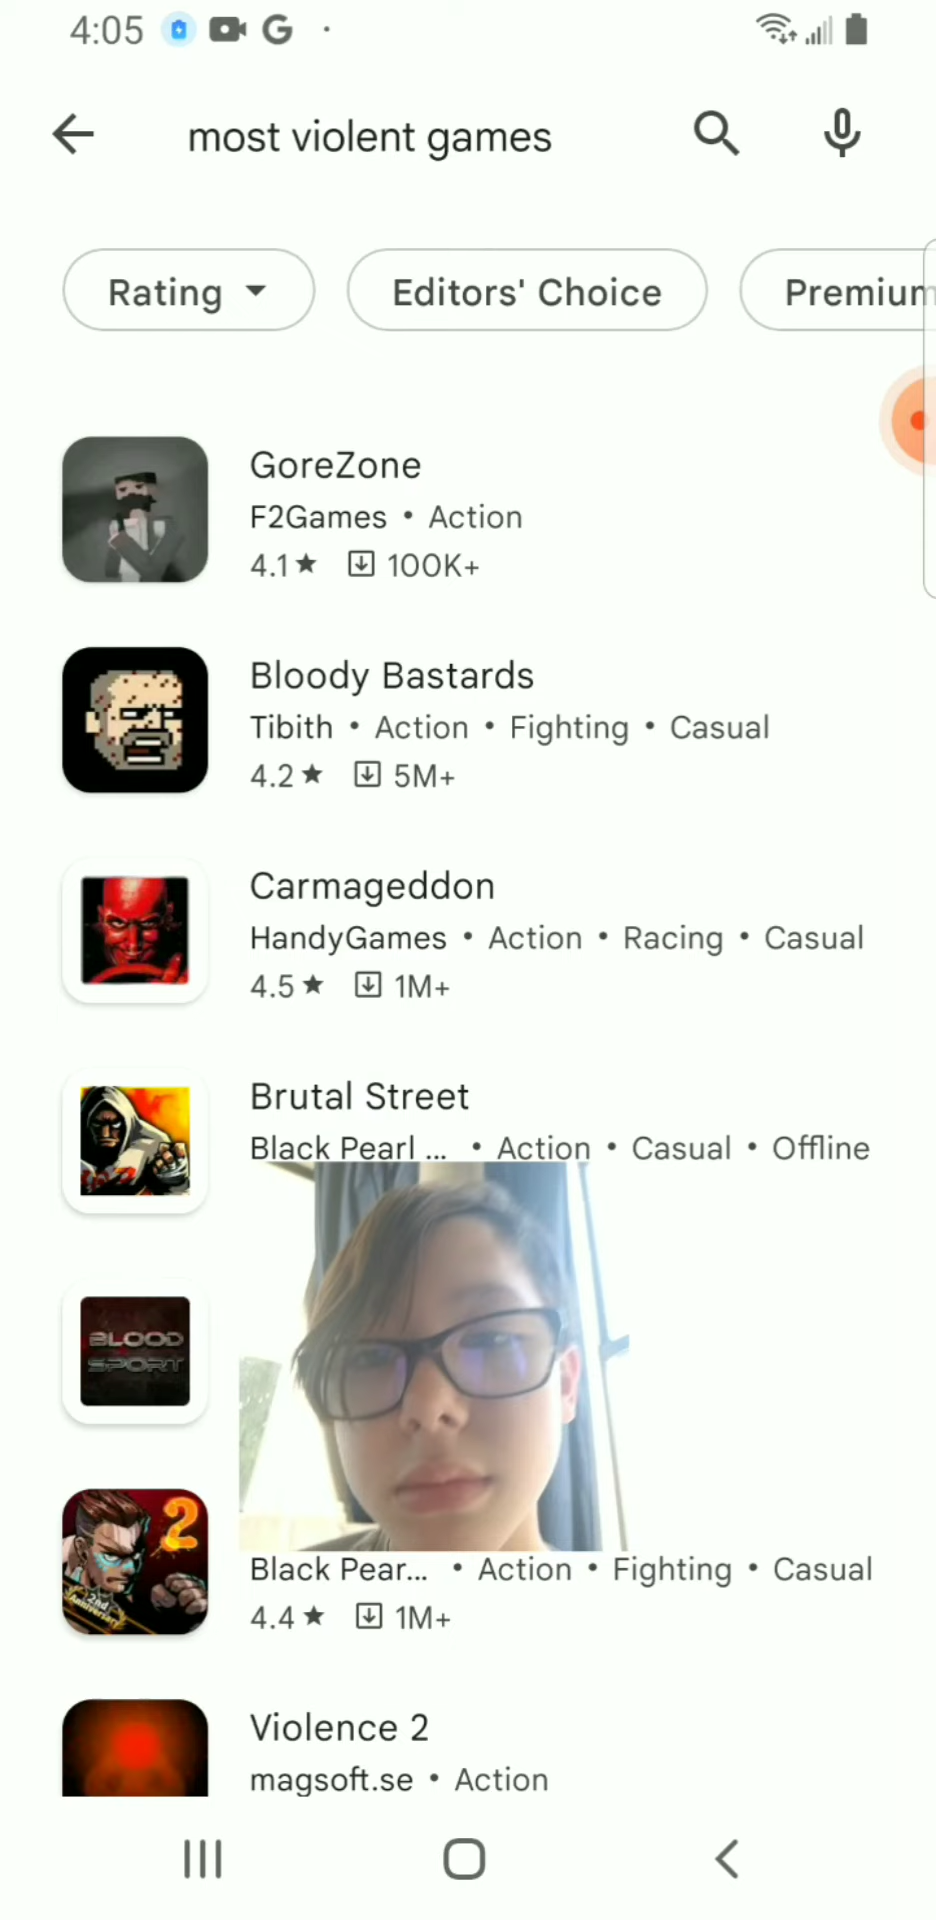 4:05
most violent games
Rating
Editors' Choice
Premium
GoreZone
F2Games • Action
4.1★ 100K+
Bloody Bastards
Tibith • Action • Fighting • Casual
4.2★ 5M+
Carmageddon
HandyGames • Action • Racing • Casual
4.5★ 1M+
Brutal Street
Black Pearl ... • Action • Casual • Offline
BLOOD
SPORT
2
2nd
Anniversary
Black Pear... • Action • Fighting • Casual
4.4★ 1M+
Violence 2
magsoft.se • Action